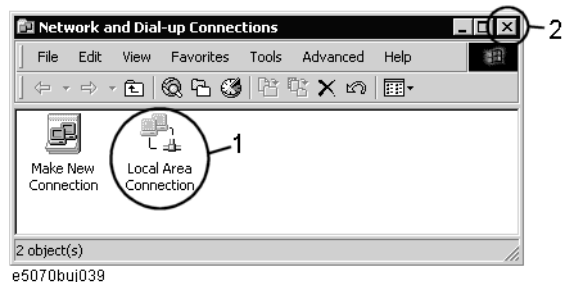 Network and Dial-up Connections
2
File Edit View Favorites Tools Advanced Help
1
Make New Connection
Local Area Connection
2 object(s)
e5070buj039